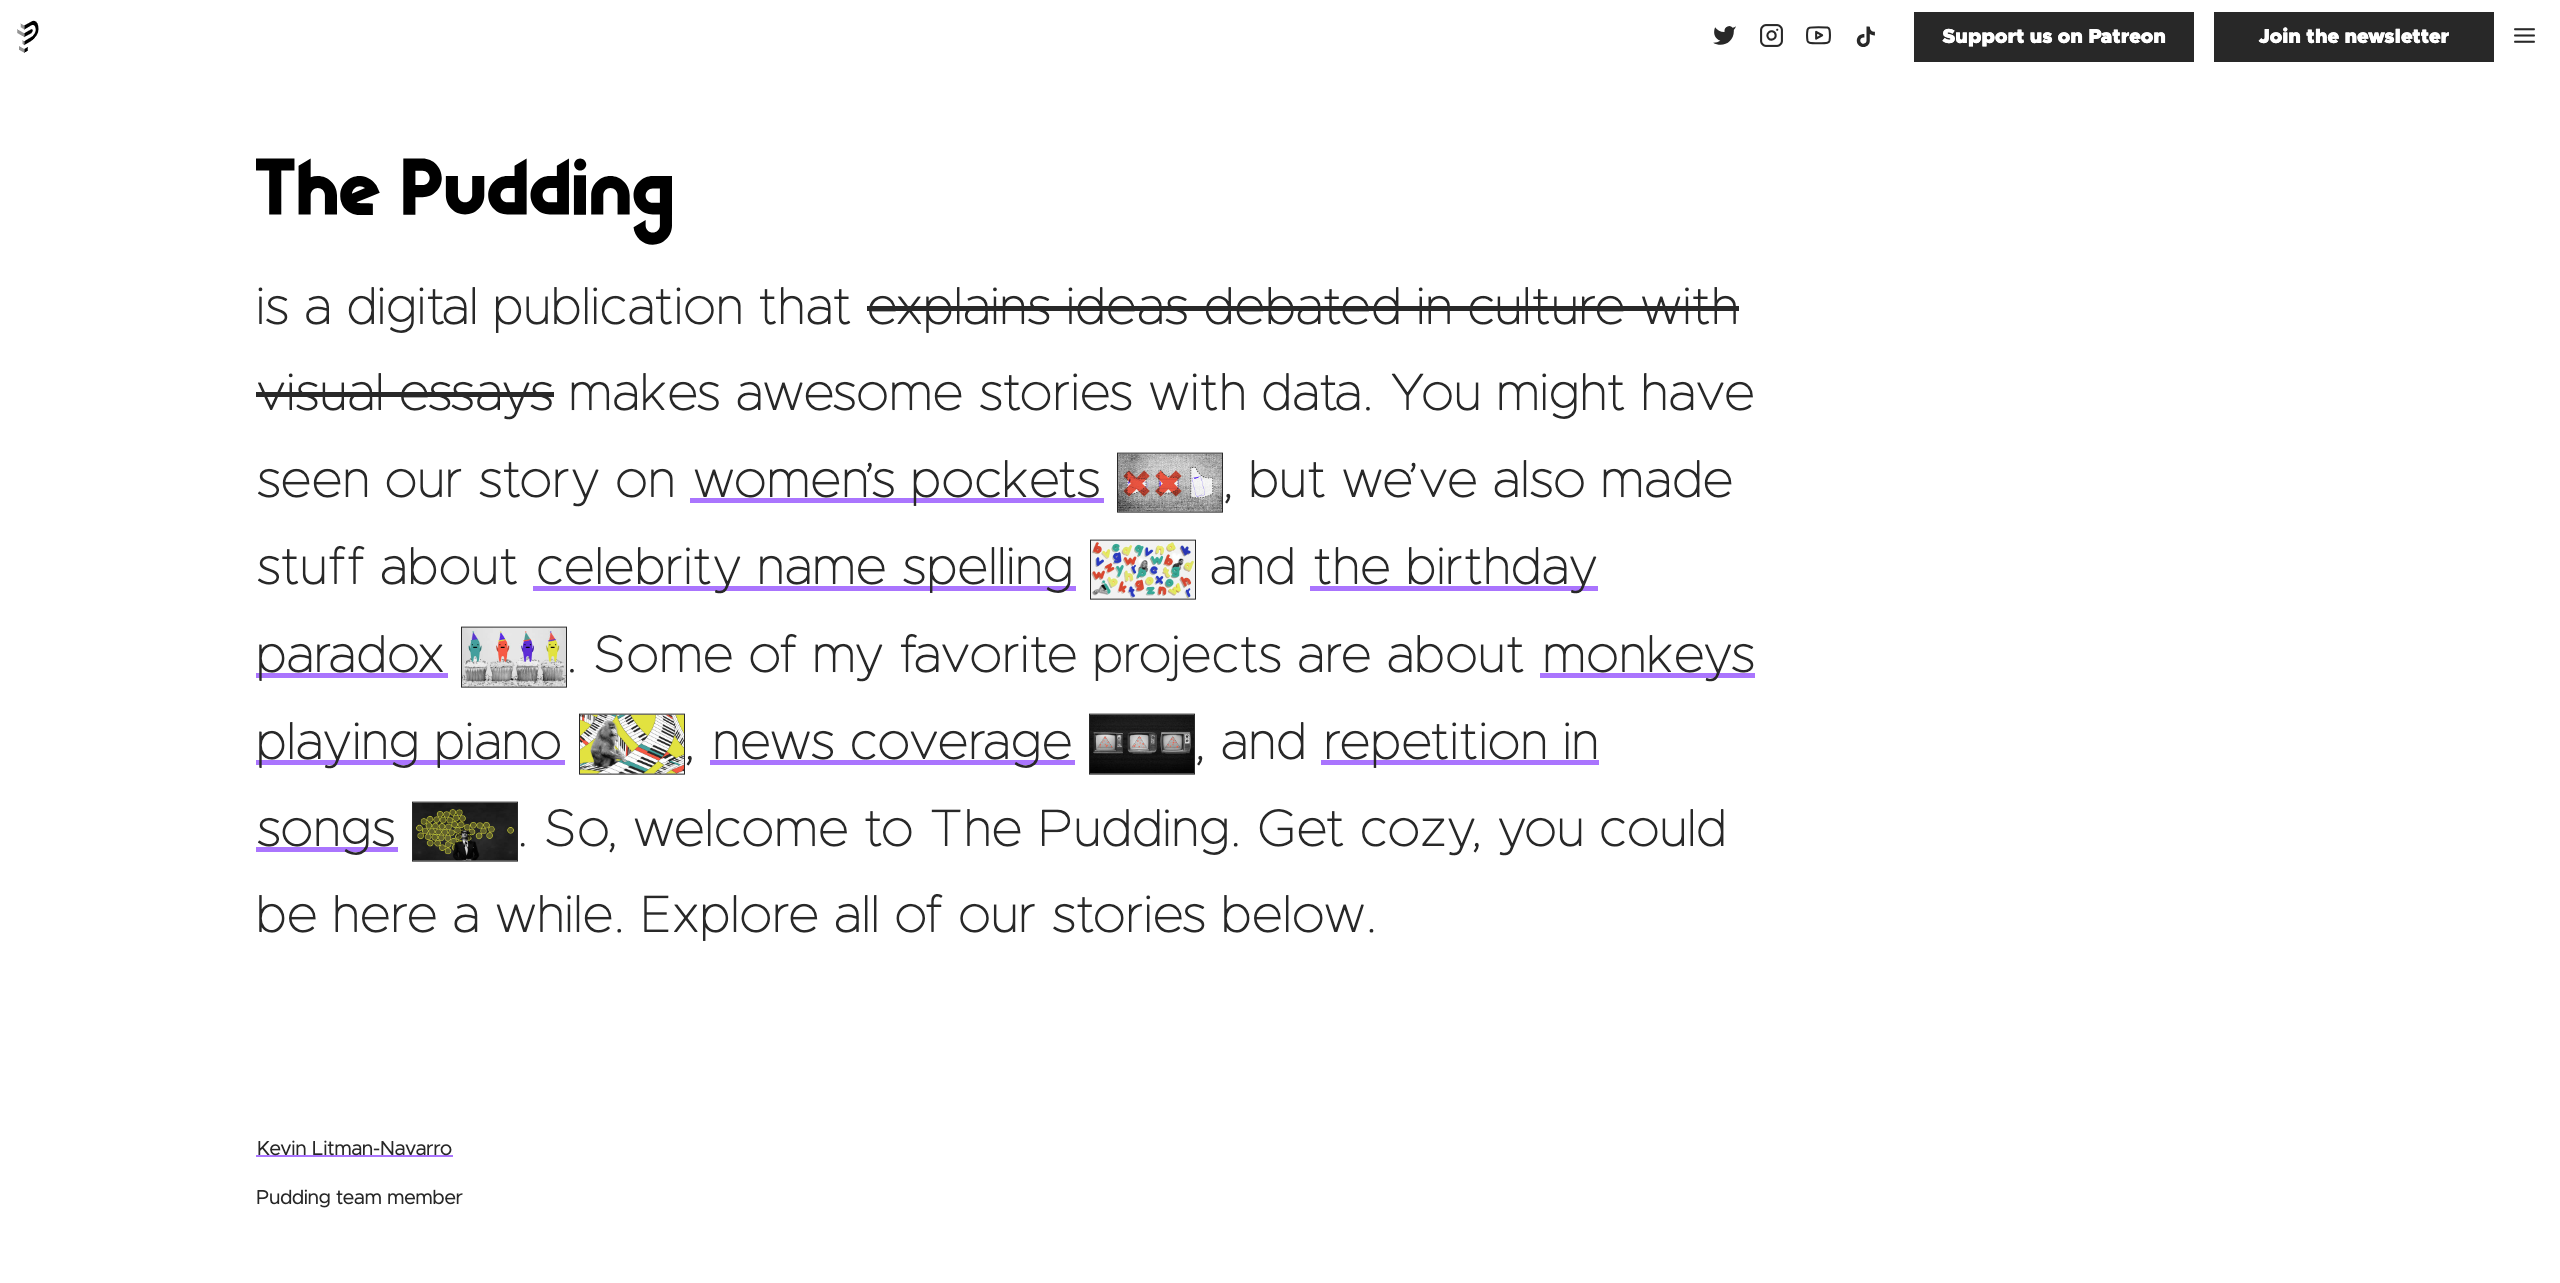 Support us on Patreon
Join the newsletter
The Pudding
is a digital publication that explains ideas debated in culture with
visual essays makes awesome stories with data. You might have
seen our story on women’s pockets , but we’ve also made
stuff about celebrity name spelling and the birthday
paradox . Some of my favorite projects are about monkeys
playing piano , news coverage , and repetition in
songs . So, welcome to The Pudding. Get cozy, you could
be here a while. Explore all of our stories below.
Kevin Litman-Navarro
Pudding team member